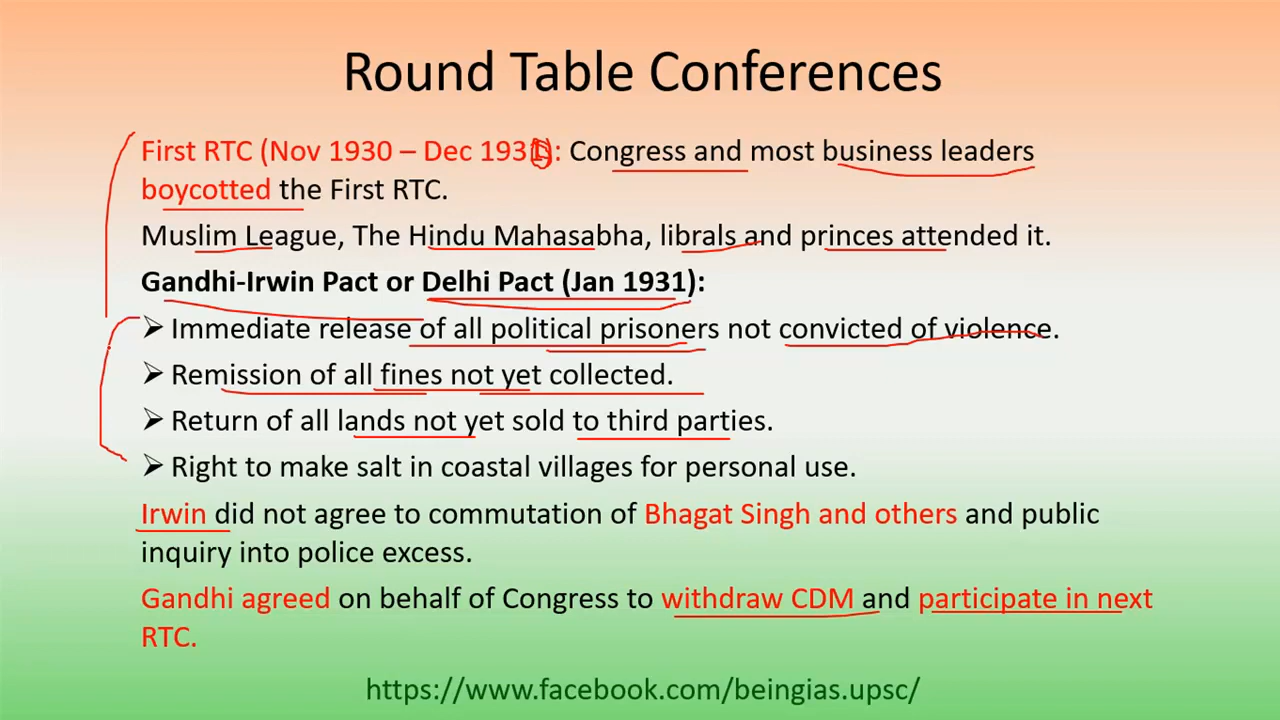 Round Table Conferences
First RTC (Nov 1930 – Dec 1931): Congress and most business leaders
boycotted the First RTC.
Muslim League, The Hindu Mahasabha, librals and princes attended it.
Gandhi-Irwin Pact or Delhi Pact (Jan 1931):
➢ Immediate release of all political prisoners not convicted of violence.
➢ Remission of all fines not yet collected.
➢ Return of all lands not yet sold to third parties.
➢ Right to make salt in coastal villages for personal use.
Irwin did not agree to commutation of Bhagat Singh and others and public
inquiry into police excess.
Gandhi agreed on behalf of Congress to withdraw CDM and participate in next
RTC.
https://www.facebook.com/beingias.upsc/